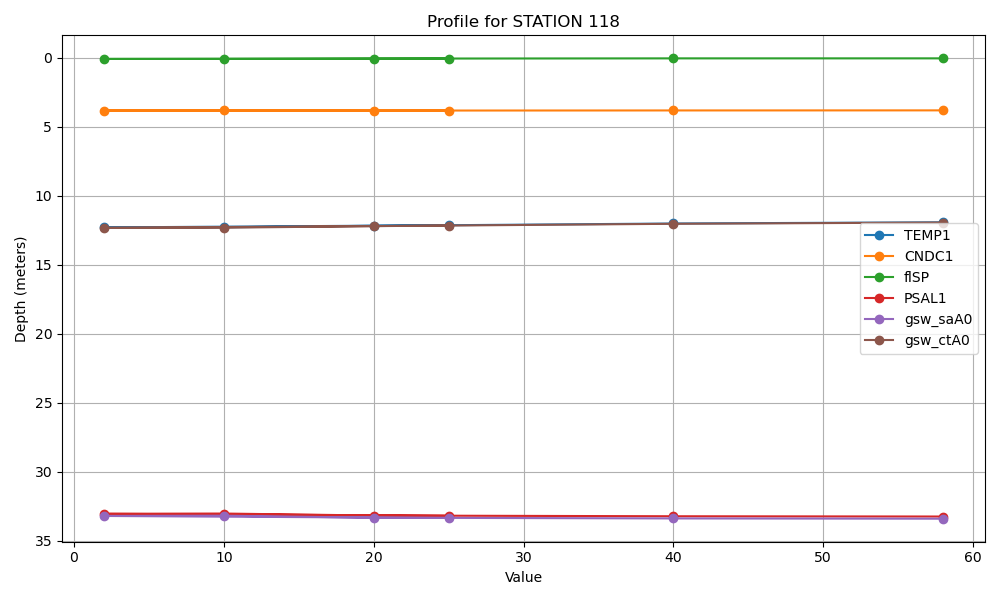 Profile for STATION 118
0
5
10
15
20
25
30
35
Depth (meters)
TEMP1
CNDC1
flSP
PSAL1
gsw_saA0
gsw_ctA0
0
10
20
30
40
50
60
Value